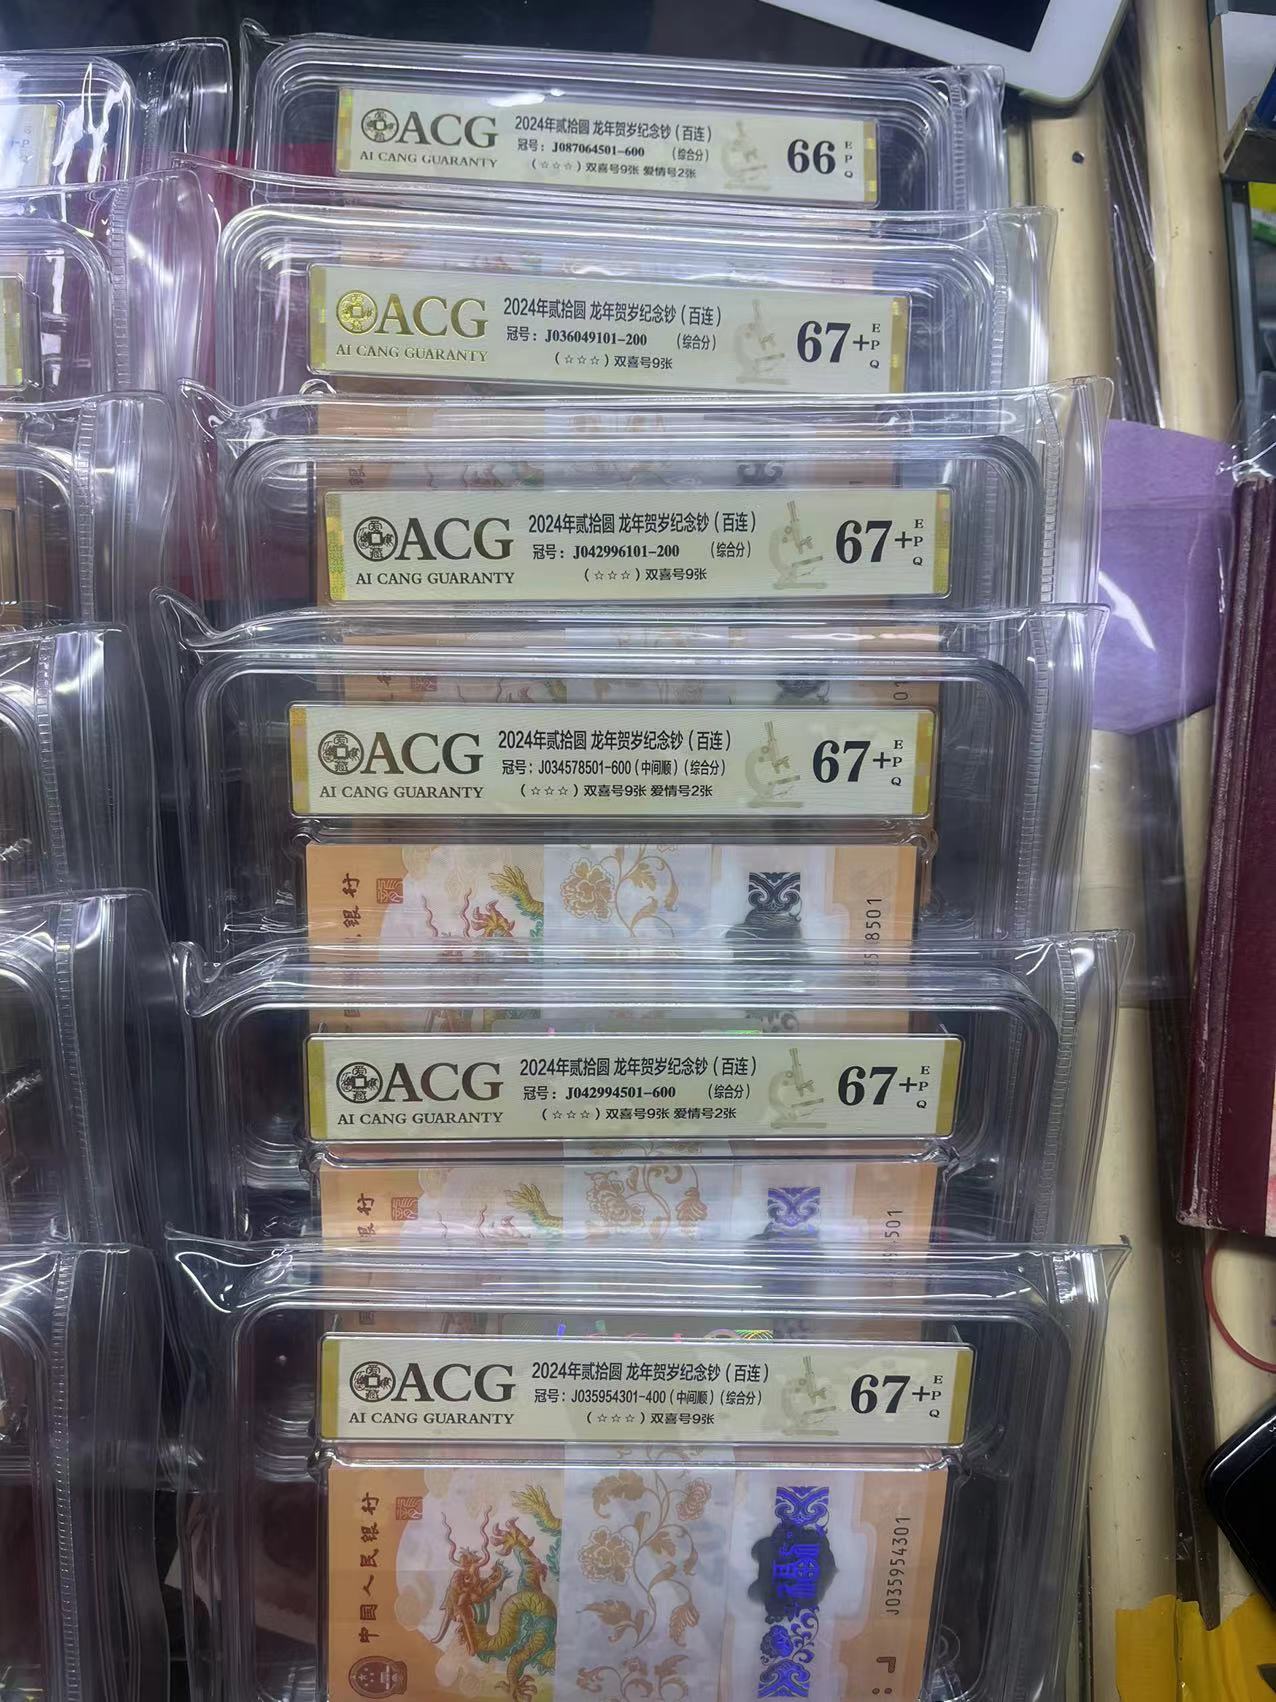 ACG
AI CANG GUARANTY
2024年贰拾圆 龙年贺岁纪念钞（百连）
冠号：J087064501-600 （综合分）
（☆☆☆）双喜号9张 爱情号2张
66
EPQ
ACG
AI CANG GUARANTY
2024年贰拾圆 龙年贺岁纪念钞（百连）
冠号：J036049101-200 （综合分）
（☆☆☆）双喜号9张
67+
EPQ
ACG
AI CANG GUARANTY
2024年贰拾圆 龙年贺岁纪念钞（百连）
冠号：J042996101-200 （综合分）
（☆☆☆）双喜号9张
67+
EPQ
ACG
AI CANG GUARANTY
2024年贰拾圆 龙年贺岁纪念钞（百连）
冠号：J034578501-600（中间顺）（综合分）
（☆☆☆）双喜号9张 爱情号2张
67+
EPQ
银行
8501
ACG
AI CANG GUARANTY
2024年贰拾圆 龙年贺岁纪念钞（百连）
冠号：J042994501-600 （综合分）
（☆☆☆）双喜号9张 爱情号2张
67+
EPQ
银行
501
ACG
AI CANG GUARANTY
2024年贰拾圆 龙年贺岁纪念钞（百连）
冠号：J035954301-400（中间顺）（综合分）
（☆☆☆）双喜号9张
67+
EPQ
中国人民银行
J035954301